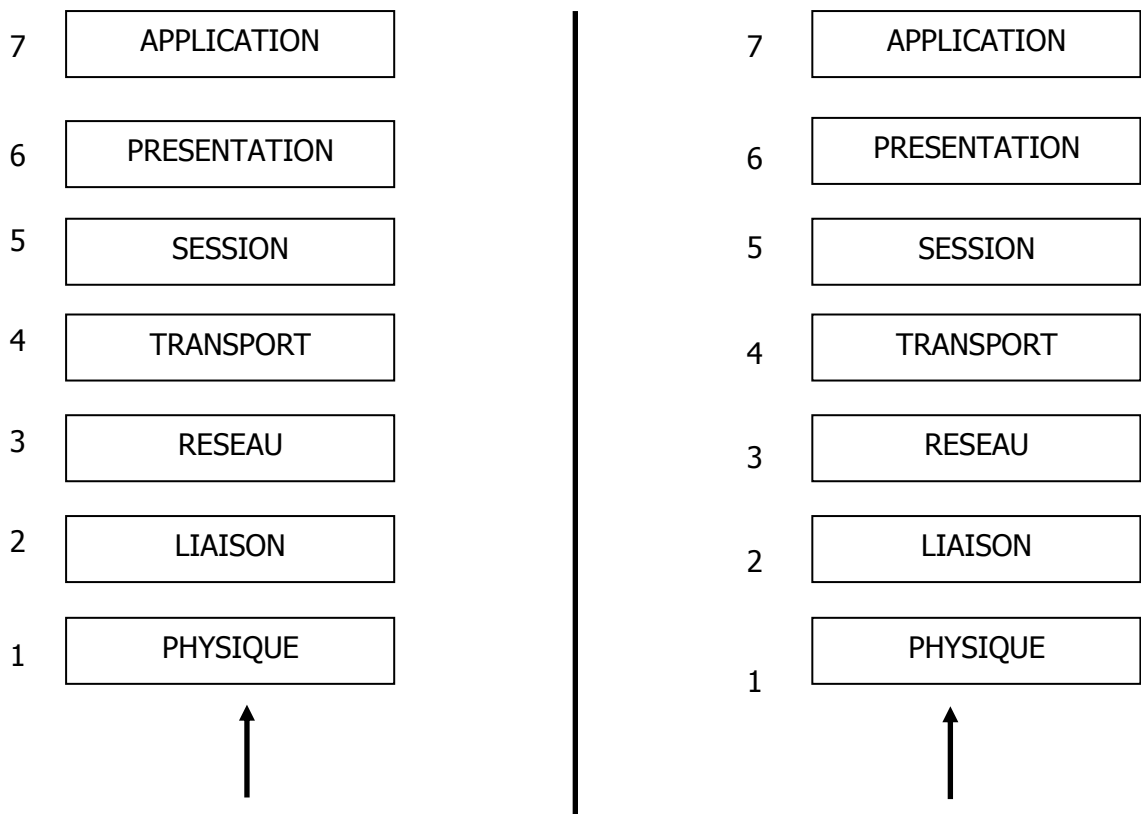 7 APPLICATION
6 PRESENTATION
5 SESSION
4 TRANSPORT
3 RESEAU
2 LIAISON
1 PHYSIQUE
7 APPLICATION
6 PRESENTATION
5 SESSION
4 TRANSPORT
3 RESEAU
2 LIAISON
1 PHYSIQUE